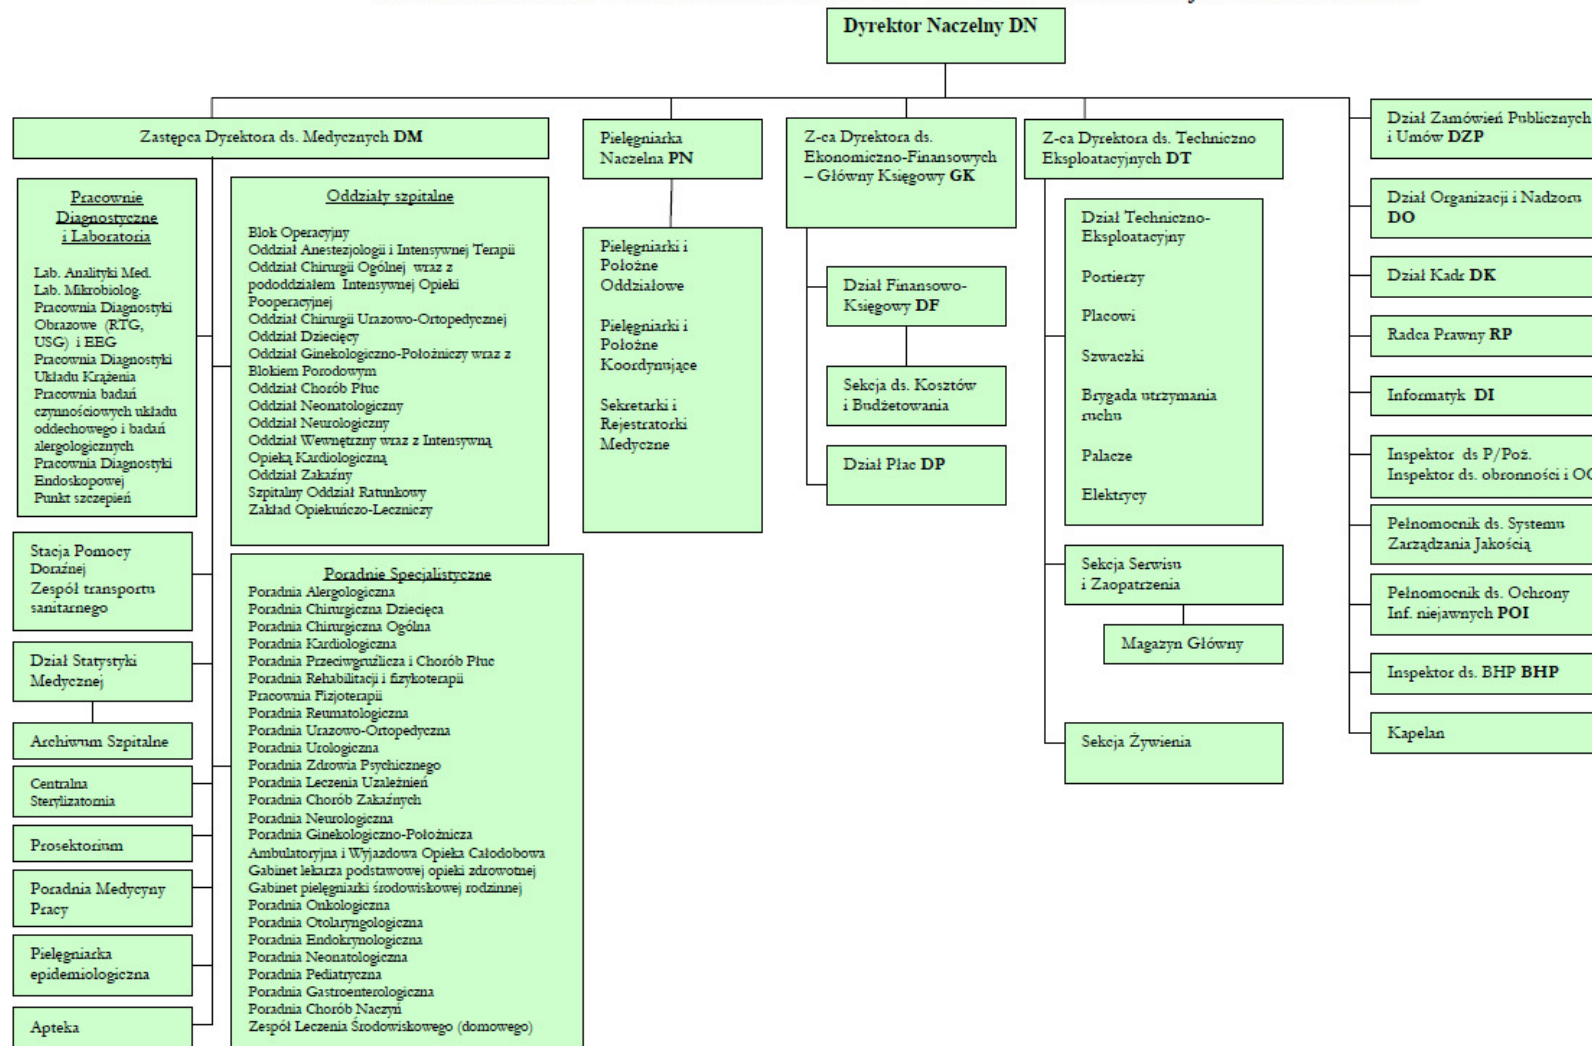 Dyrektor Naczelny DN
Zastępca Dyrektora ds. Medycznych DM
Pracownie
Diagnostyczne
i Laboratoria
Lab. Analityki Med.
Lab. Mikrobiolog.
Pracownia Diagnostyki
Obrazowe (RTG,
USG) i EEG
Pracownia Diagnostyki
Układu Krążenia
Pracownia badań
czynnościowych układu
oddechowego i badań
alergologicznych
Pracownia Diagnostyki
Endoskopowej
Punkt szczepień
Stacja Pomocy
Doraźnej
Zespół transportu
sanitarnego
Dział Statystyki
Medycznej
Archiwum Szpitalne
Centralna
Sterylizatornia
Prosektorium
Poradnia Medycyny
Pracy
Pielęgniarka
epidemiologiczna
Apteka
Oddziały szpitalne
Blok Operacyjny
Oddział Anestezjologii i Intensywnej Terapii
Oddział Chirurgii Ogólnej wraz z
pododdziałem Intensywnej Opieki
Pooperacyjnej
Oddział Chirurgii Urazowo-Ortopedycznej
Oddział Dziecięcy
Oddział Ginekologiczno-Położniczy wraz z
Blokiem Porodowym
Oddział Chorób Płuc
Oddział Neonatologiczny
Oddział Neurologiczny
Oddział Wewnętrzny wraz z Intensywną
Opieką Kardiologiczną
Oddział Zakaźny
Szpitalny Oddział Ratunkowy
Zakład Opiekuńczo-Leczniczy
Poradnie Specjalistyczne
Poradnia Alergologiczna
Poradnia Chirurgiczna Dziecięca
Poradnia Chirurgiczna Ogólna
Poradnia Kardiologiczna
Poradnia Przeciwgruźlicza i Chorób Płuc
Poradnia Rehabilitacji i fizykoterapii
Pracownia Fizjoterapii
Poradnia Reumatologiczna
Poradnia Urazowo-Ortopedyczna
Poradnia Urologiczna
Poradnia Zdrowia Psychicznego
Poradnia Leczenia Uzależnień
Poradnia Chorób Zakaźnych
Poradnia Neurologiczna
Poradnia Ginekologiczno-Położnicza
Ambulatoryjna i Wyjazdowa Opieka Całodobowa
Gabinet lekarza podstawowej opieki zdrowotnej
Gabinet pielęgniarki środowiskowej rodzinnej
Poradnia Onkologiczna
Poradnia Otolaryngologiczna
Poradnia Endokrynologiczna
Poradnia Neonatologiczna
Poradnia Pediatryczna
Poradnia Gastroenterologiczna
Poradnia Chorób Naczyń
Zespół Leczenia Środowiskowego (domowego)
Pielęgniarka
Naczelna PN
Pielęgniarki i
Położne
Oddziałowe
Pielęgniarki i
Położne
Koordynujące
Sekretarki i
Rejestratorki
Medyczne
Z-ca Dyrektora ds.
Ekonomiczno-Finansowych
– Główny Księgowy GK
Dział Finansowo-
Księgowy DF
Sekcja ds. Kosztów
i Budżetowania
Dział Płac DP
Z-ca Dyrektora ds. Techniczno
Eksploatacyjnych DT
Dział Techniczno-
Eksploatacyjny
Portierzy
Placowi
Szwaczki
Brygada utrzymania
ruchu
Palacze
Elektrycy
Sekcja Serwisu
i Zaopatrzenia
Magazyn Główny
Sekcja Żywienia
Dział Zamówień Publicznych
i Umów DZP
Dział Organizacji i Nadzoru
DO
Dział Kadr DK
Radca Prawny RP
Informatyk DI
Inspektor ds P/Poż.
Inspektor ds. obronności i OC
Pełnomocnik ds. Systemu
Zarządzania Jakością
Pełnomocnik ds. Ochrony
Inf. niejawnych POI
Inspektor ds. BHP BHP
Kapelan